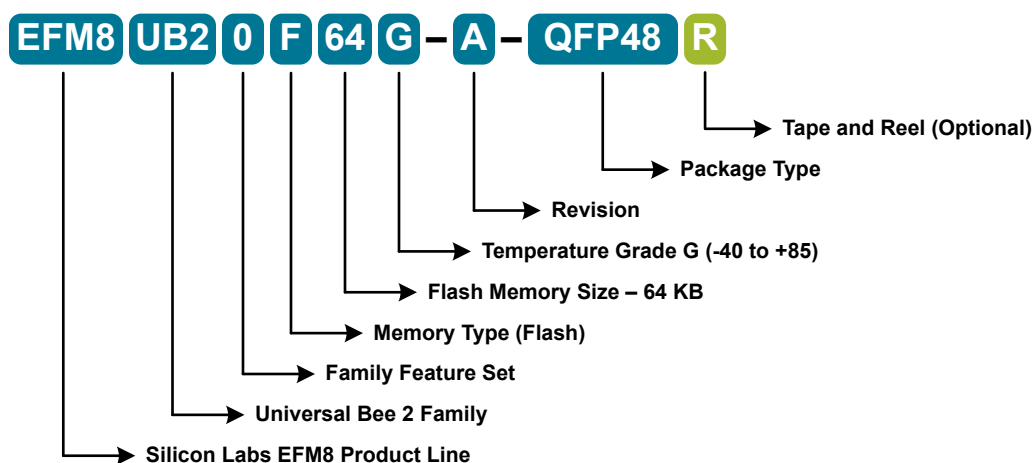 EFM8 UB2 0 F 64 G – A – QFP48 R
Tape and Reel (Optional)
Package Type
Revision
Temperature Grade G (-40 to +85)
Flash Memory Size – 64 KB
Memory Type (Flash)
Family Feature Set
Universal Bee 2 Family
Silicon Labs EFM8 Product Line